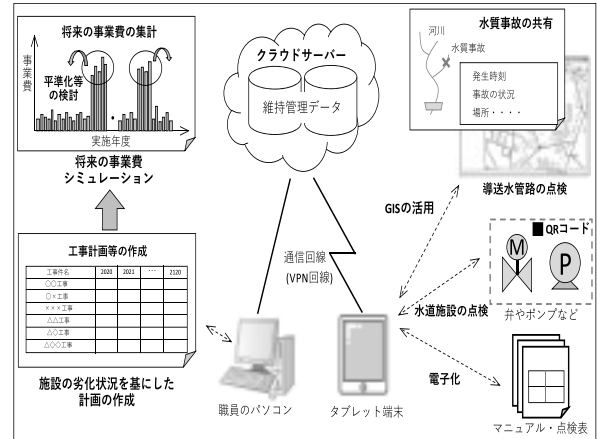 将来の事業費の集計
事業費
平準化等
の検討
実施年度
将来の事業費
シミュレーション
工事計画等の作成
工事件名 2020 2021 ･･･ 2120
〇〇工事
〇×工事
×××工事
△△工事
△〇工事
△〇〇工事
施設の劣化状況を基にした
計画の作成
クラウドサーバー
維持管理データ
通信回線
(VPN回線)
職員のパソコン
タブレット端末
水質事故の共有
河川
水質事故
発生時刻
事故の状況
場所・・・・
導送水管路の点検
GISの活用
QRコード
M
P
水道施設の点検
弁やポンプなど
電子化
マニュアル・点検表